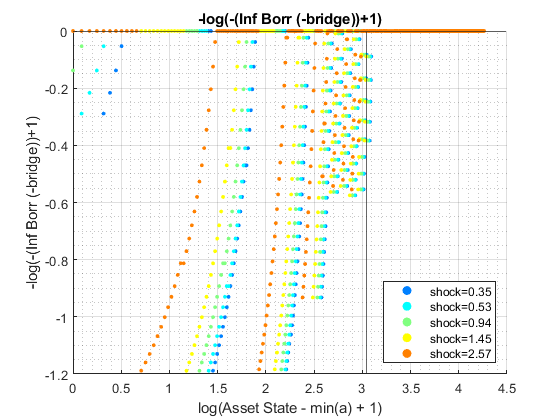 -log(-(Inf Borr (-bridge))+1)
0
-0.2
-0.4
-0.6
-0.8
-1
-1.2
-log(-(Inf Borr (-bridge))+1)
0
0.5
1
1.5
2
2.5
3
3.5
4
4.5
log(Asset State - min(a) + 1)
shock=0.35
shock=0.53
shock=0.94
shock=1.45
shock=2.57